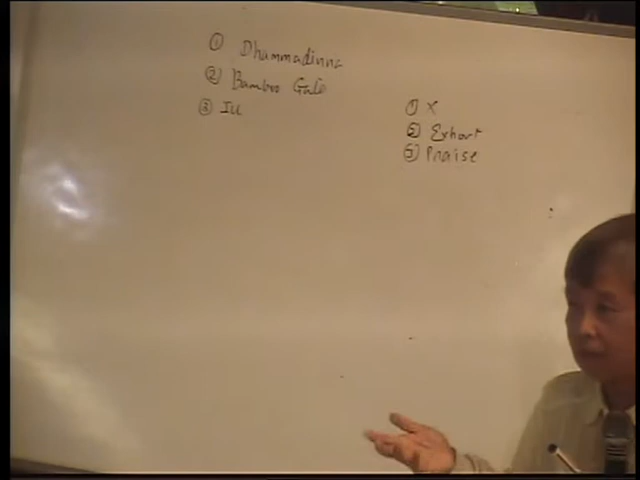 ① Dhammadinna
② Bamboo Gate
③ Ill
① X
② Exhort
③ Praise